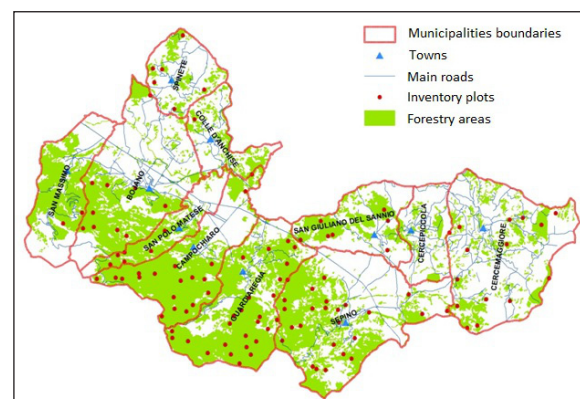 Municipalities boundaries
Towns
Main roads
Inventory plots
Forestry areas
SPINETE
COLLE D'ANCHISE
SAN MASSIMO
BOJANO
SAN POLO MATESE
CAMPOCHIARO
GUARDIAREGIA
SAN GIULIANO DEL SANNIO
CERCEPICCOLA
CERCEMAGGIORE
SEPINO